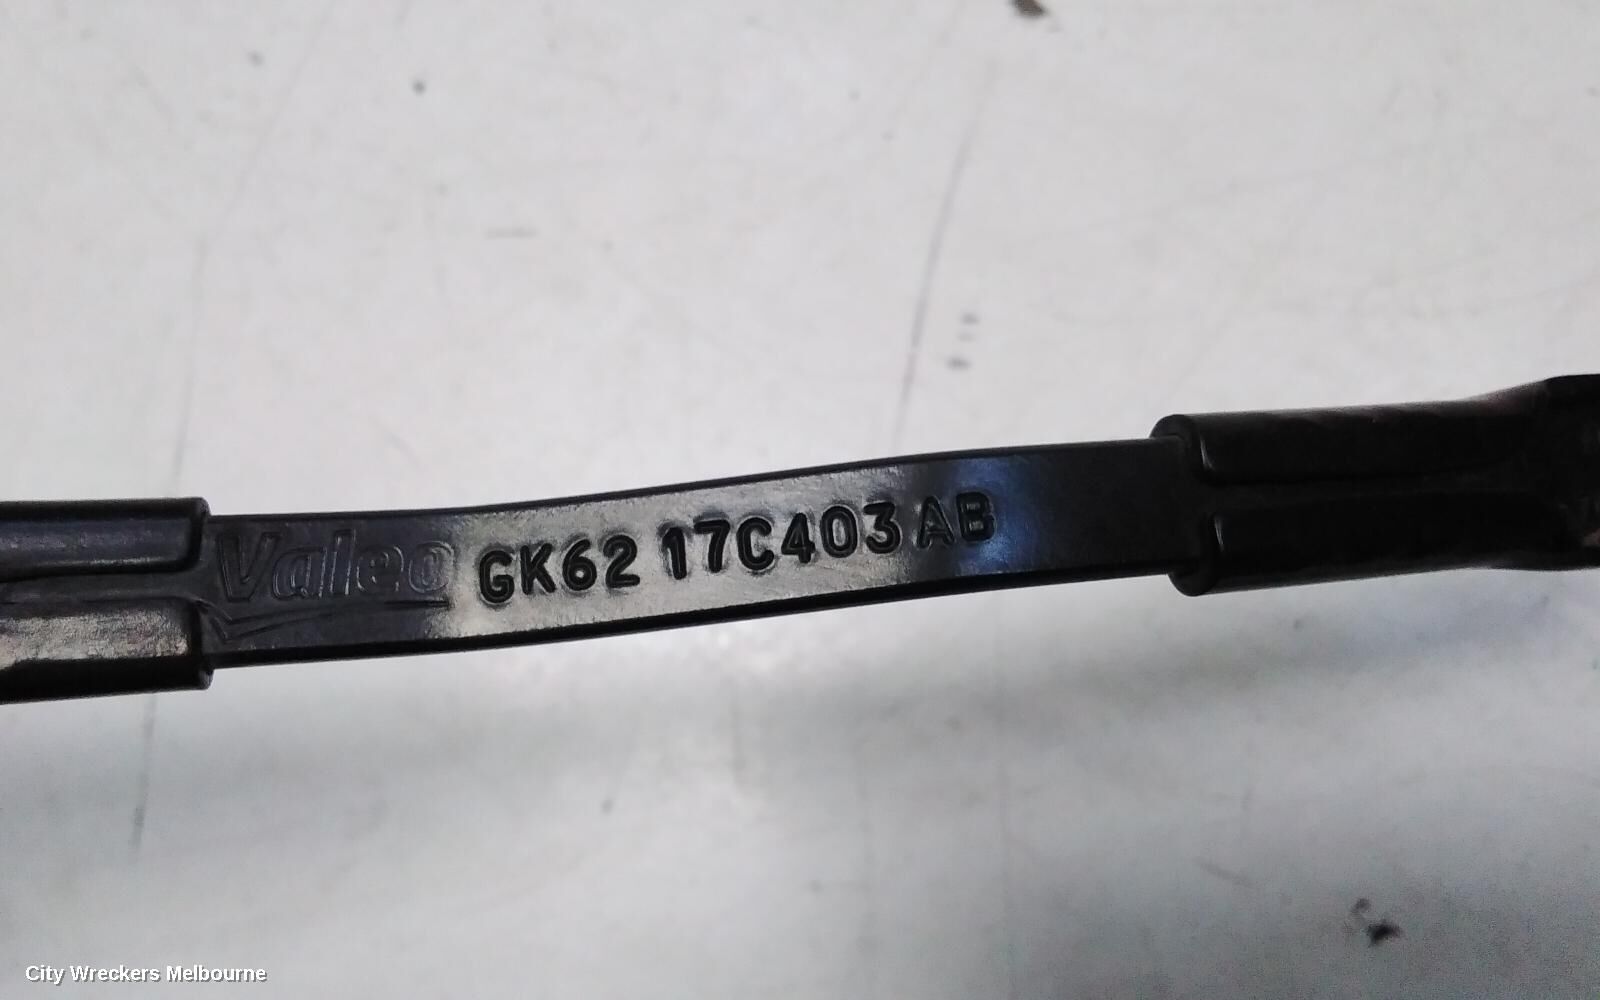 Valeo GK62 17C403 AB
City Wreckers Melbourne